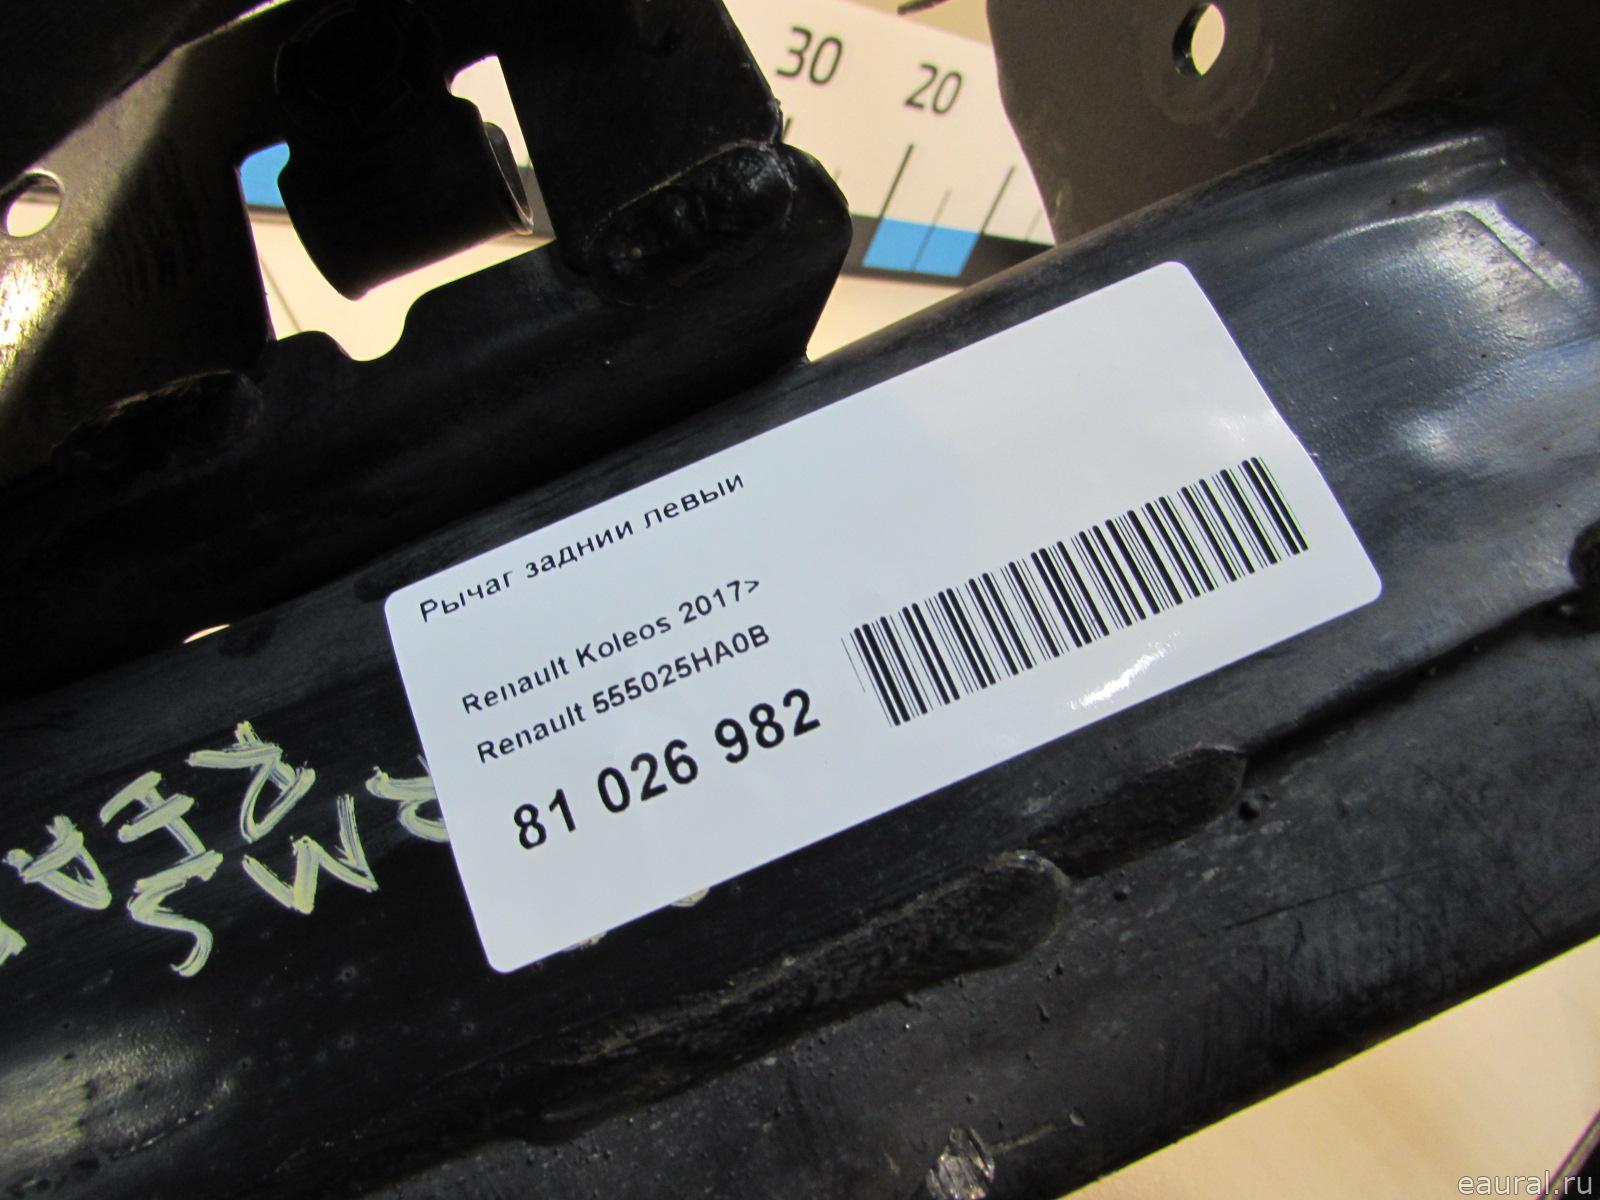 30 20
Рычаг задний левый
Renault Koleos 2017>
Renault 555025HA0B
81 026 982
eaural.ru